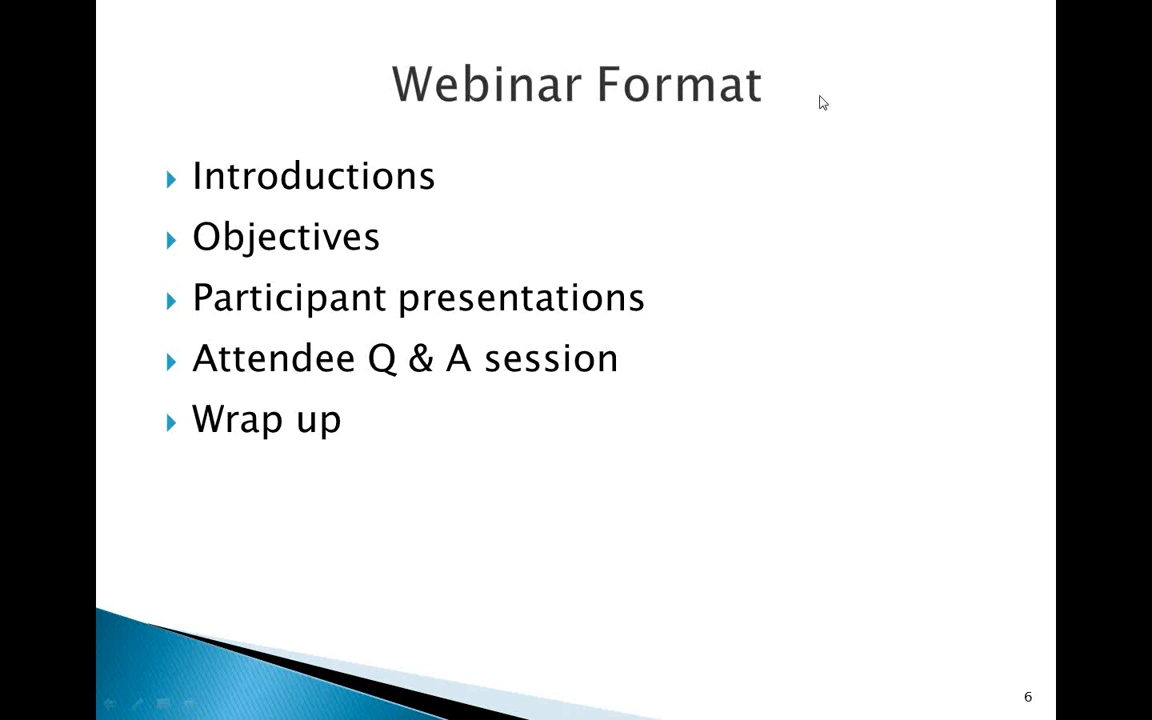 Webinar Format
Introductions
Objectives
Participant presentations
Attendee Q & A session
Wrap up
6